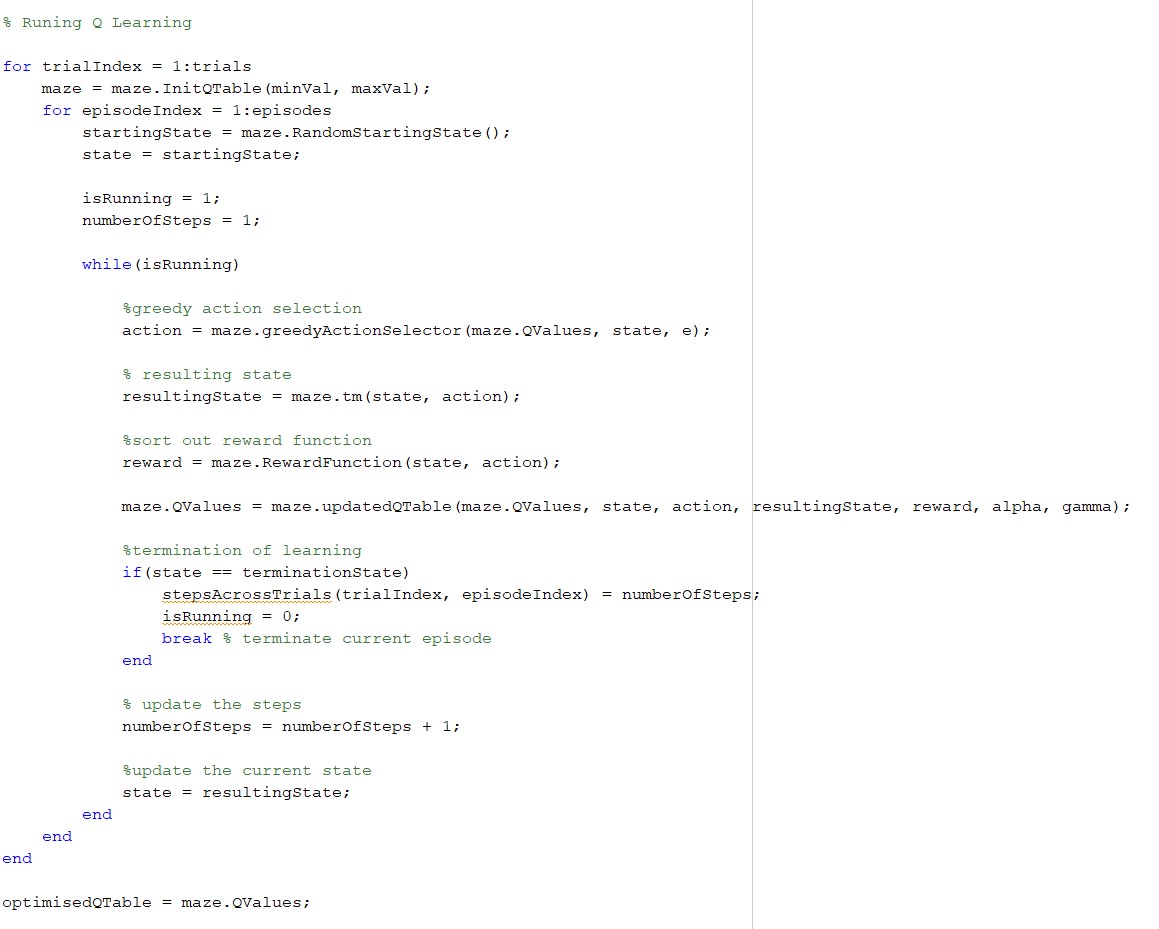 % Runing Q Learning
for trialIndex = 1:trials
maze = maze.InitQTable(minVal, maxVal);
for episodeIndex = 1:episodes
startingState = maze.RandomStartingState();
state = startingState;
isRunning = 1;
numberOfSteps = 1;
while(isRunning)
%greedy action selection
action = maze.greedyActionSelector(maze.QValues, state, e);
% resulting state
resultingState = maze.tm(state, action);
%sort out reward function
reward = maze.RewardFunction(state, action);
maze.QValues = maze.updatedQTable(maze.QValues, state, action, resultingState, reward, alpha, gamma);
%termination of learning
if(state == terminationState)
stepsAcrossTrials(trialIndex, episodeIndex) = numberOfSteps;
isRunning = 0;
break % terminate current episode
end
% update the steps
numberOfSteps = numberOfSteps + 1;
%update the current state
state = resultingState;
end
end
end
optimisedQTable = maze.QValues;